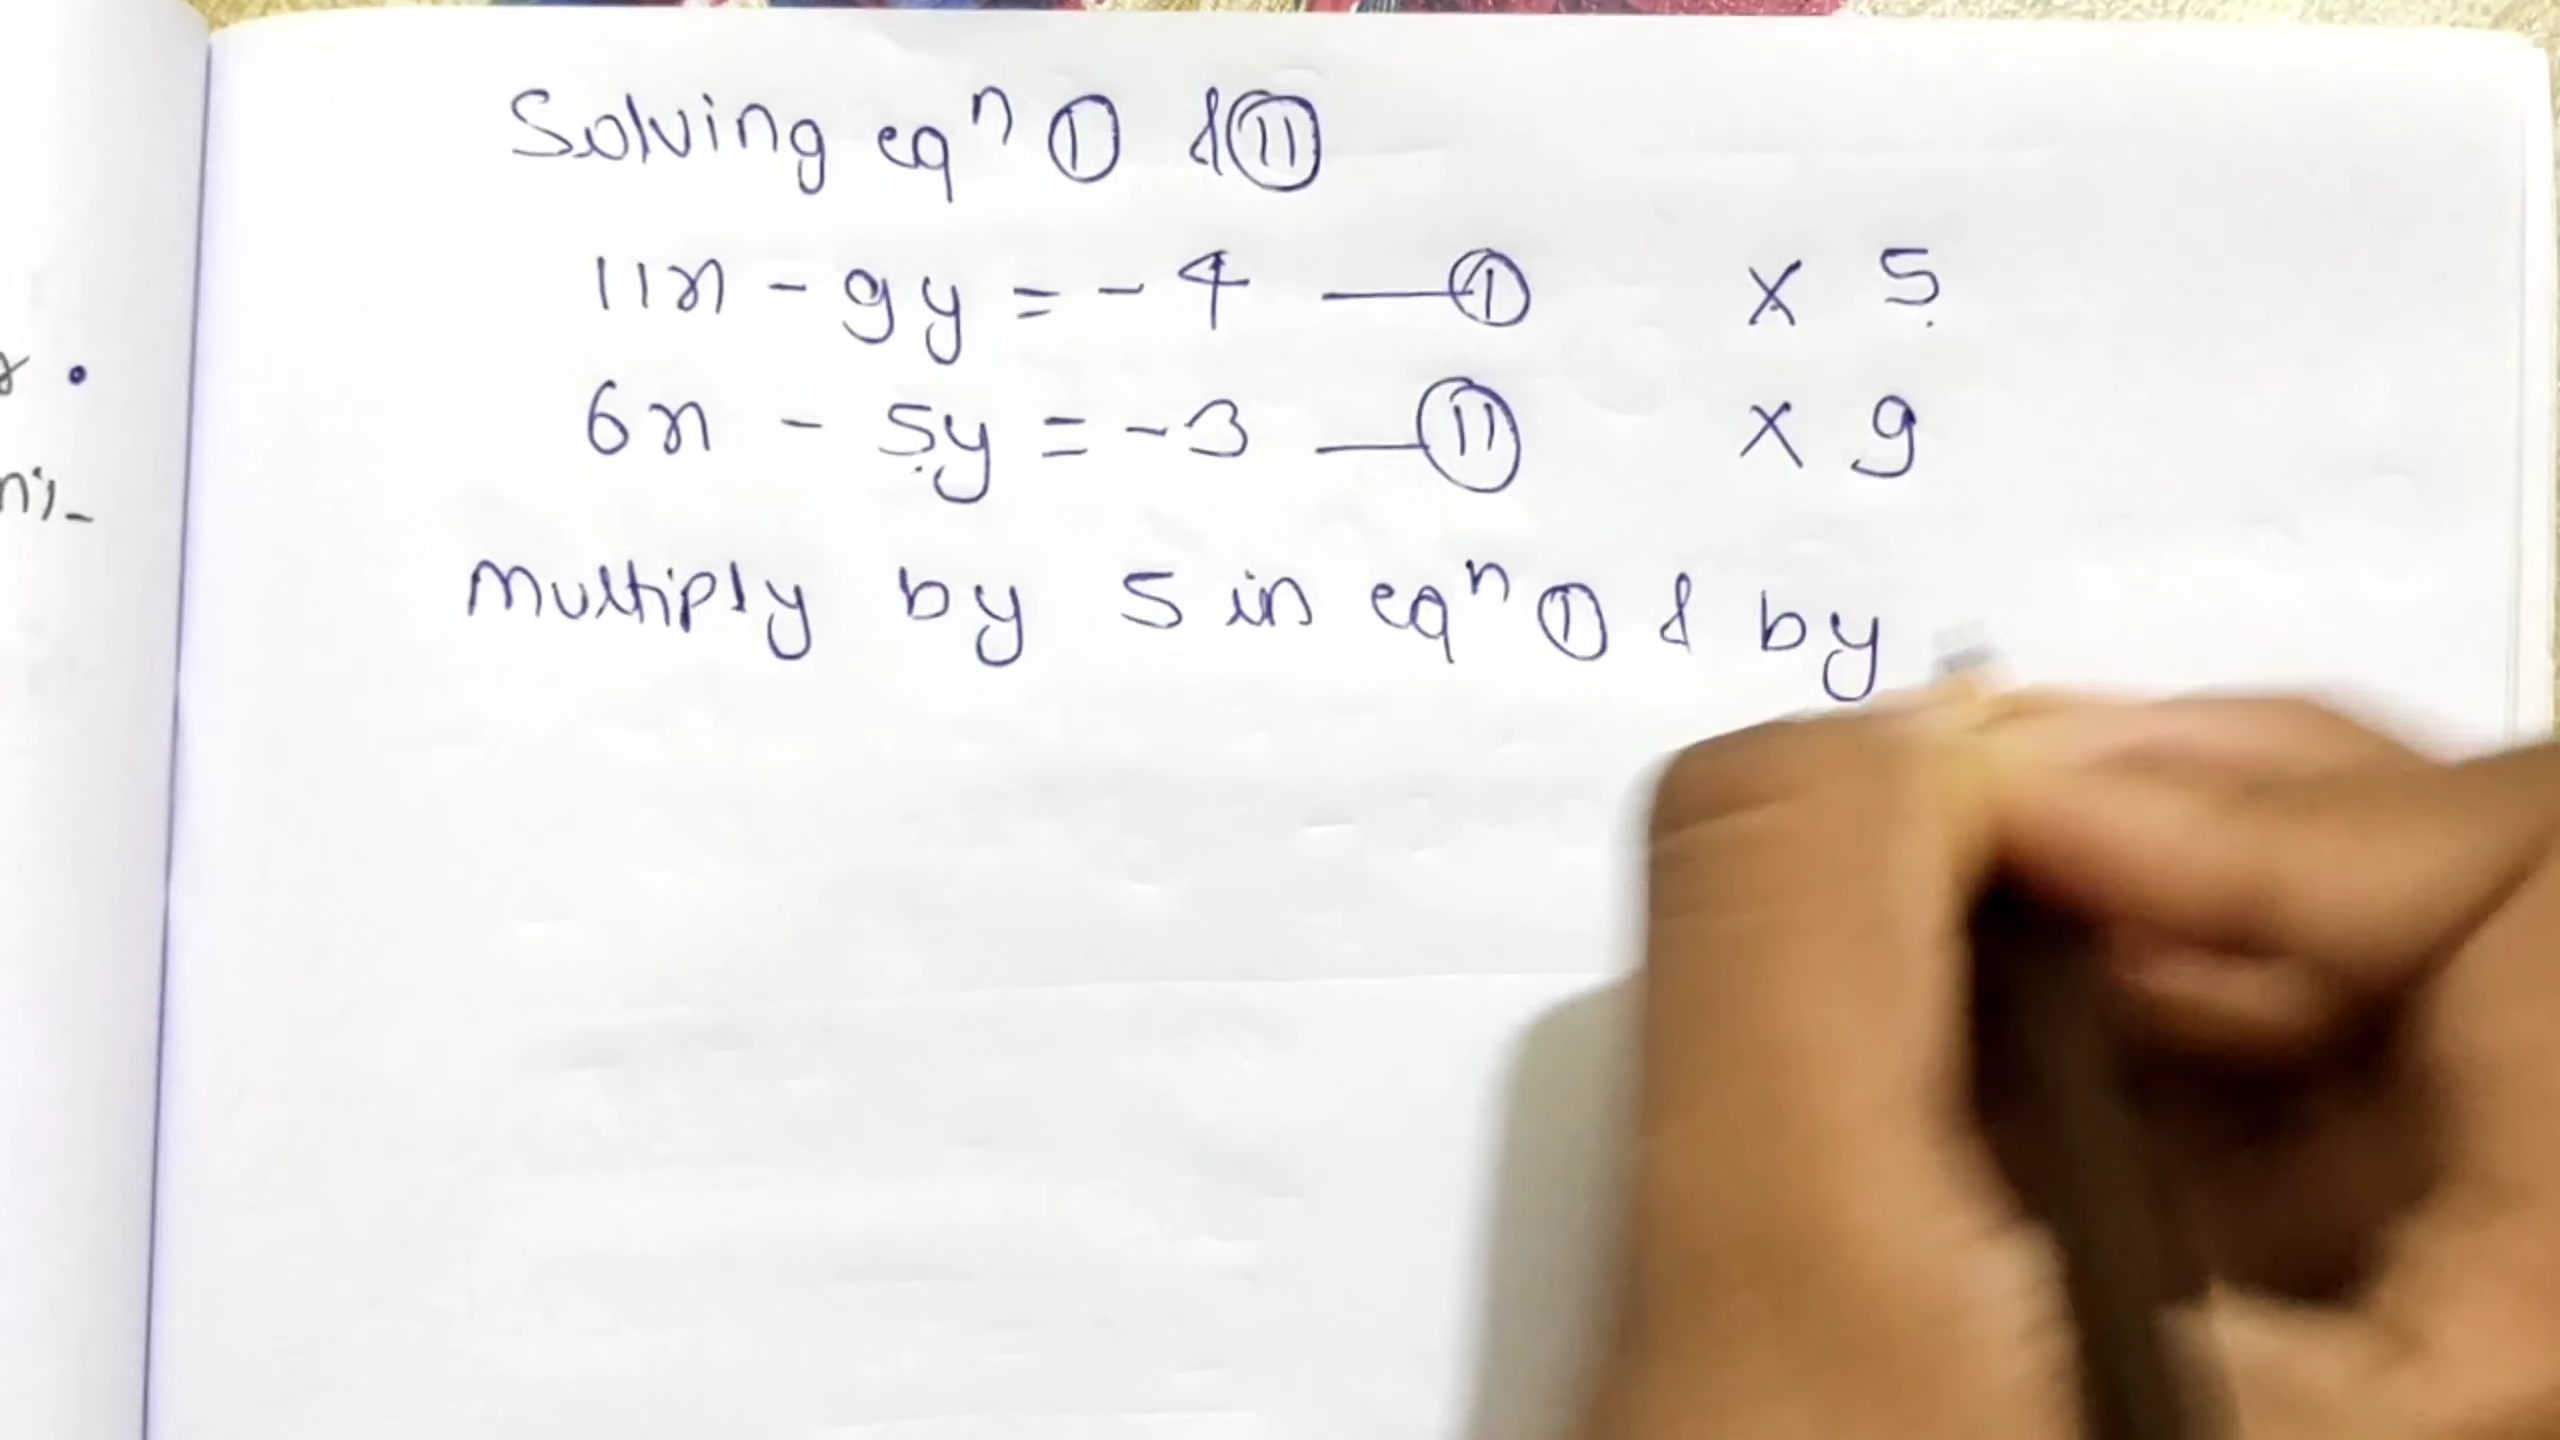 Solving eqⁿ ① & ⑪
11x - 9y = -4 — ① × 5
6x - 5y = -3 — ⑪ × 9
Multiply by 5 in eqⁿ ① & by